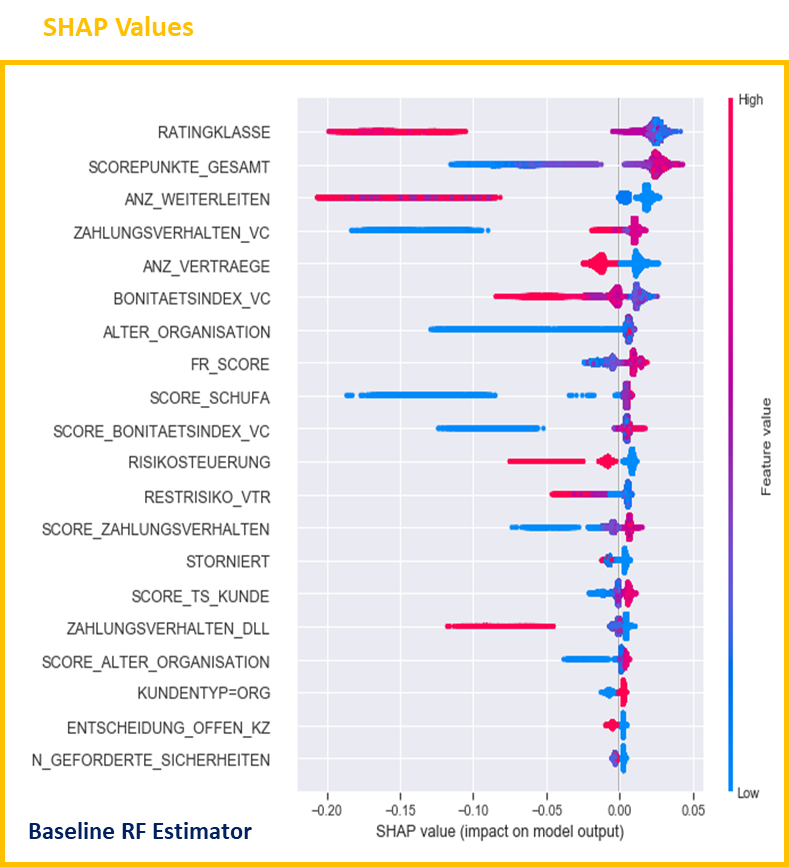 SHAP Values
High
RATINGKLASSE
SCOREPUNKTE_GESAMT
ANZ_WEITERLEITEN
ZAHLUNGSVERHALTEN_VC
ANZ_VERTRAEGE
BONITAETSINDEX_VC
ALTER_ORGANISATION
FR_SCORE
SCORE_SCHUFA
SCORE_BONITAETSINDEX_VC
RISIKOSTEUERUNG
RESTRISIKO_VTR
SCORE_ZAHLUNGSVERHALTEN
STORNIERT
SCORE_TS_KUNDE
ZAHLUNGSVERHALTEN_DLL
SCORE_ALTER_ORGANISATION
KUNDENTYP=ORG
ENTSCHEIDUNG_OFFEN_KZ
N_GEFORDERTE_SICHERHEITEN
Feature value
Low
−0.20 −0.15 −0.10 −0.05 0.00 0.05
SHAP value (impact on model output)
Baseline RF Estimator